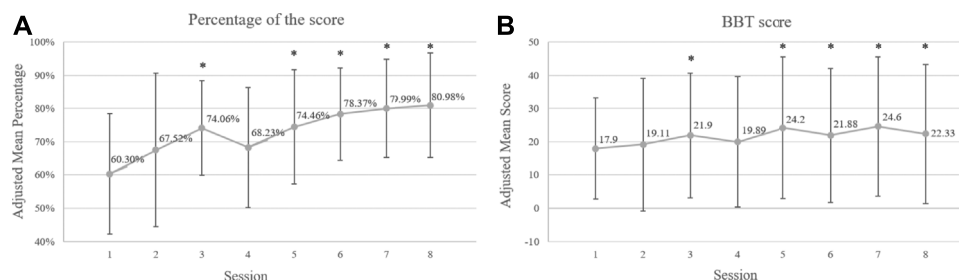 A
Percentage of the score
100%
90%
80%
70%
60%
50%
40%
Adjusted Mean Percentage
60.30%
67.52%
74.06%
68.23%
74.46%
78.37%
79.99%
80.98%
* * * * *
1 2 3 4 5 6 7 8
Session
B
BBT score
50
40
30
20
10
0
-10
Adjusted Mean Score
17.9
19.11
21.9
19.89
24.2
21.88
24.6
22.33
* * * * *
1 2 3 4 5 6 7 8
Session